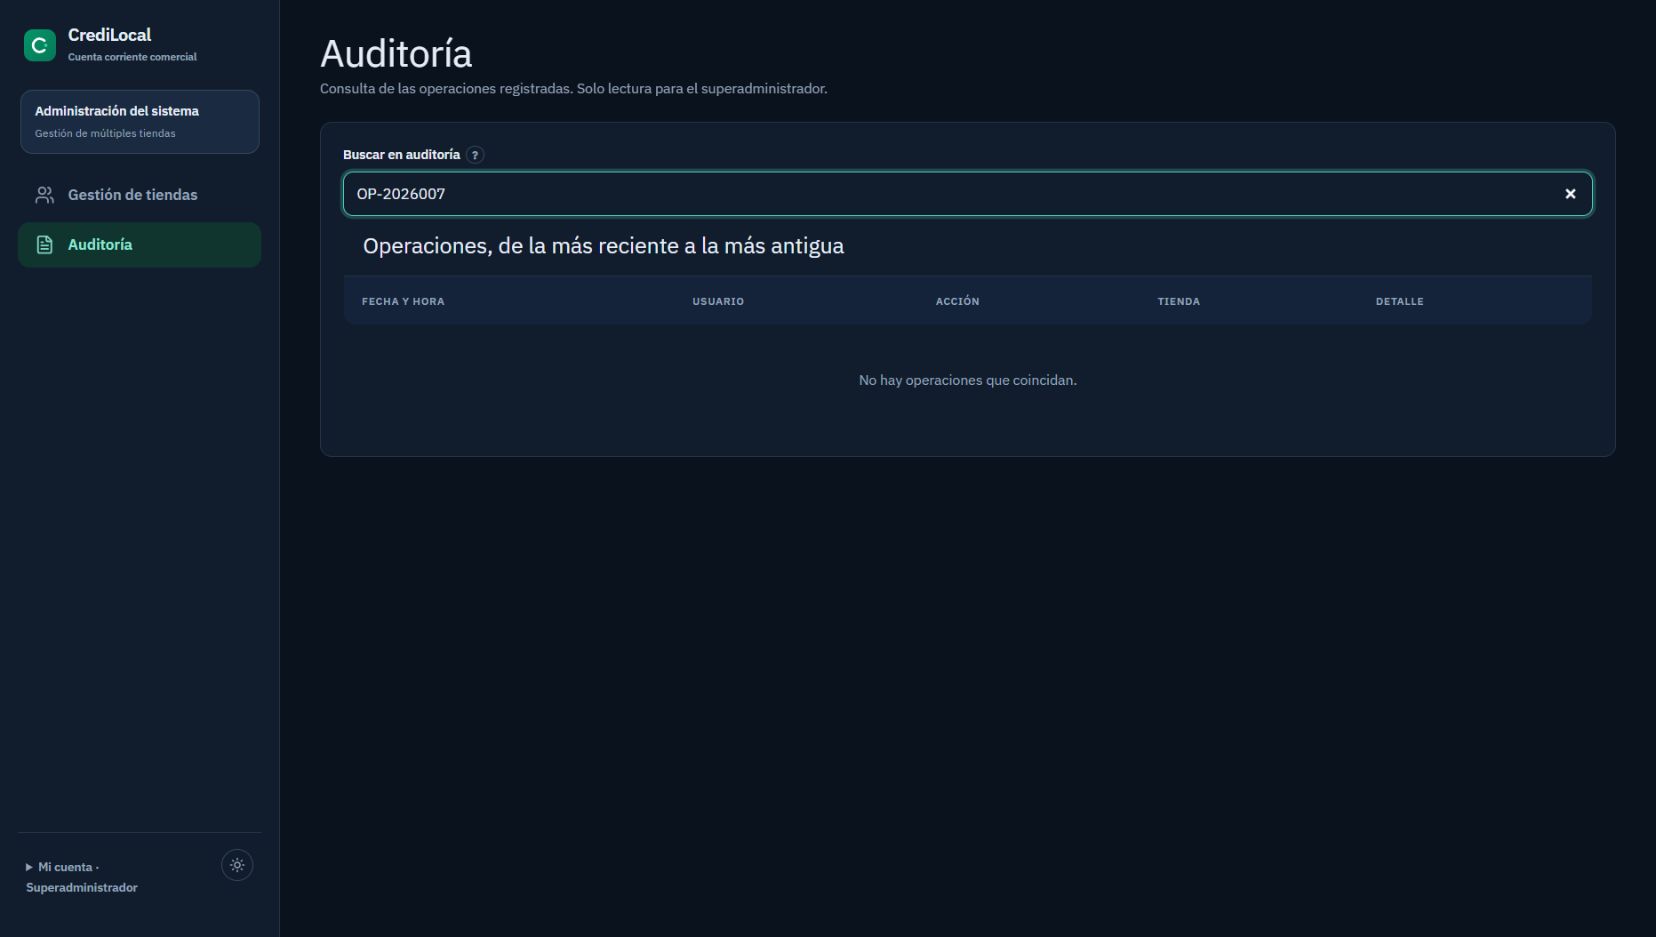 CrediLocal
Cuenta corriente comercial
Administración del sistema
Gestión de múltiples tiendas
Gestión de tiendas
Auditoría
Mi cuenta ·
Superadministrador
Auditoría
Consulta de las operaciones registradas. Solo lectura para el superadministrador.
Buscar en auditoría ?
OP-2026007
Operaciones, de la más reciente a la más antigua
FECHA Y HORA USUARIO ACCIÓN TIENDA DETALLE
No hay operaciones que coincidan.